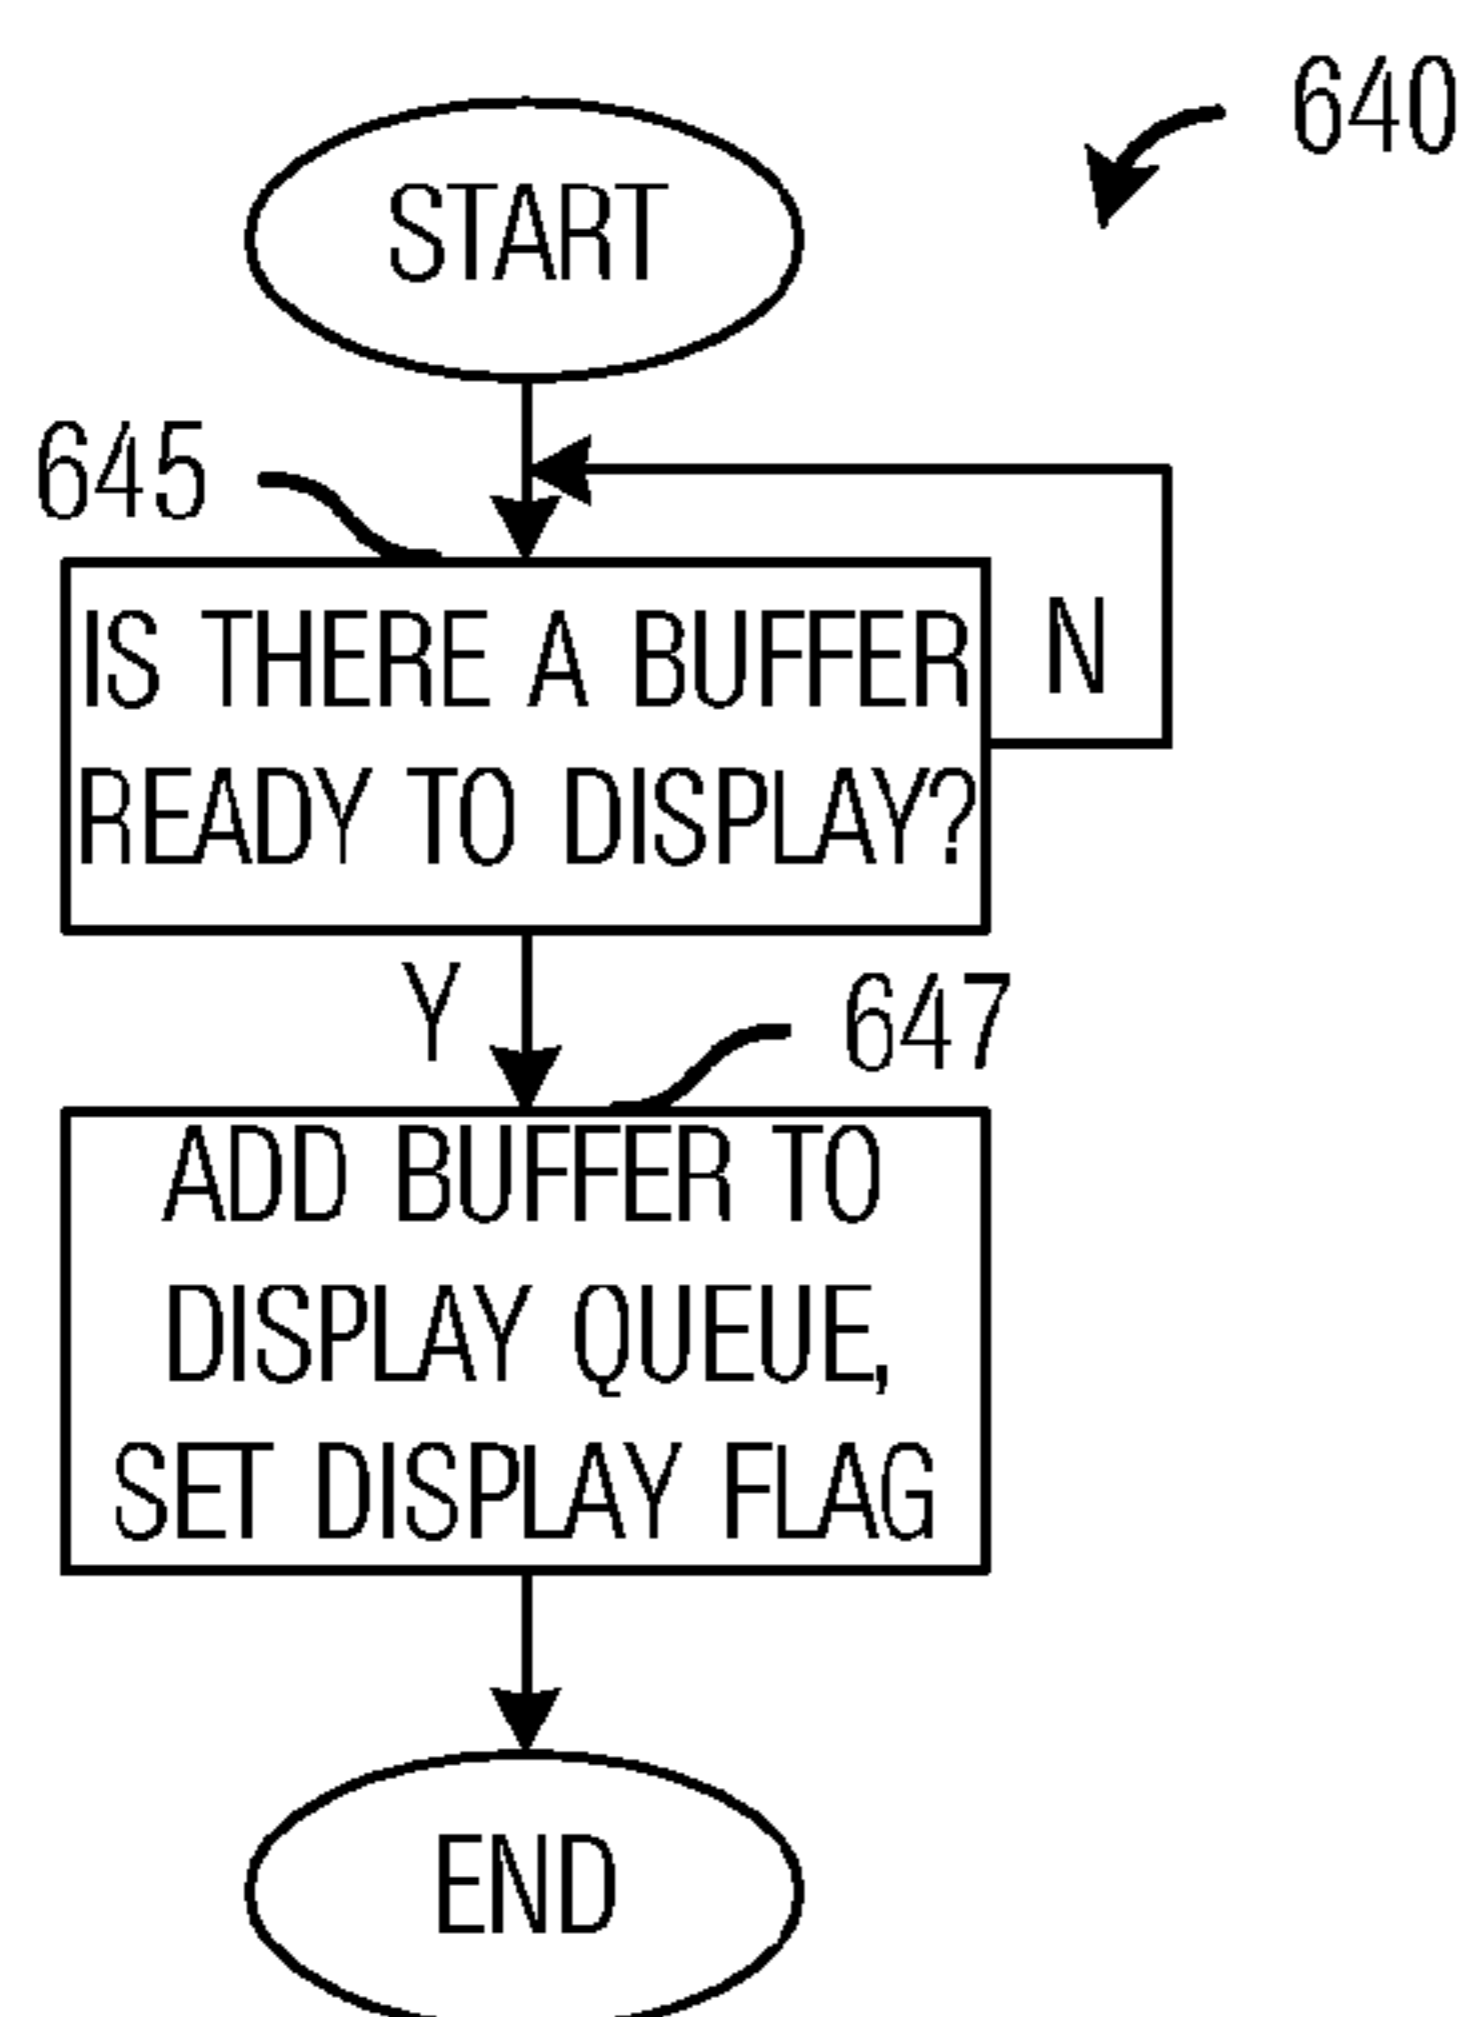 640
START
645
IS THERE A BUFFER
READY TO DISPLAY?
N
Y
647
ADD BUFFER TO
DISPLAY QUEUE,
SET DISPLAY FLAG
END